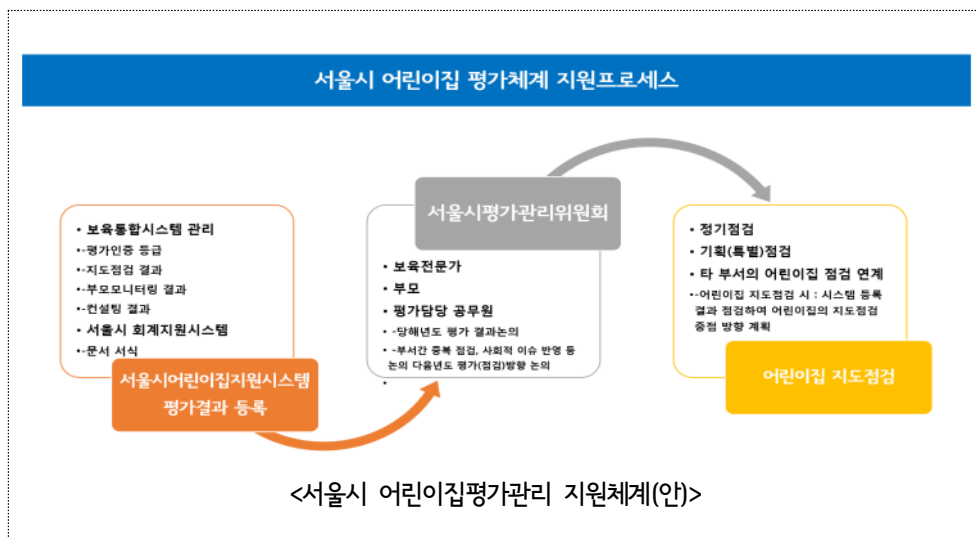 서울시 어린이집 평가체계 지원프로세스
• 보육통합시스템 관리
•-평가인증 등급
•-지도점검 결과
•-부모모니터링 결과
•-컨설팅 결과
• 서울시 회계지원시스템
•-문서 서식
서울시어린이집지원시스템
평가결과 등록
서울시평가관리위원회
• 보육전문가
• 부모
• 평가담당 공무원
• -당해년도 평가 결과논의
• -부서간 중복 점검, 사회적 이슈 반영 등
논의 다음년도 평가(점검)방향 논의
•
• 정기점검
• 기획(특별)점검
• 타 부서의 어린이집 점검 연계
•-어린이집 지도점검 시 : 시스템 등록
결과 점검하여 어린이집의 지도점검
중점 방향 계획
어린이집 지도점검
<서울시 어린이집평가관리 지원체계(안)>